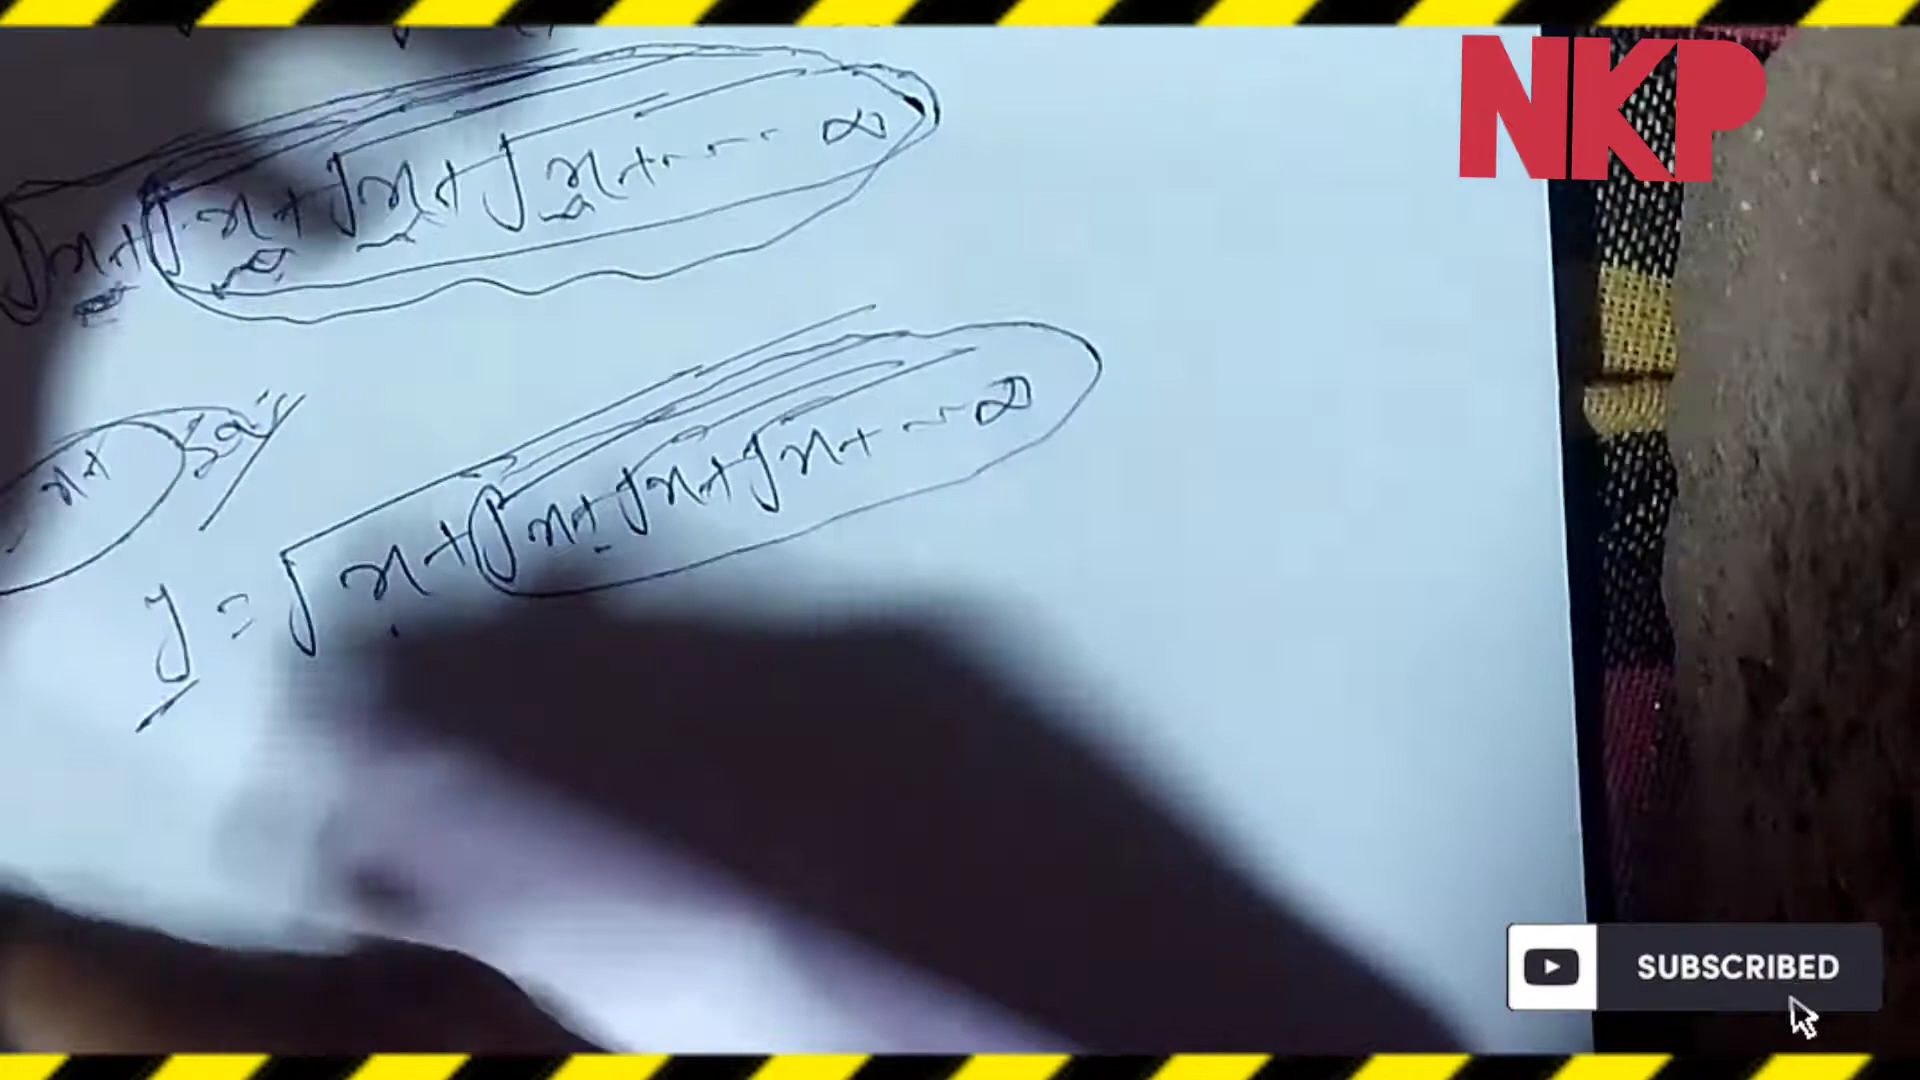 NKP
√x+√x+√x+√x+--- ∞
x+ say
y = √x+√x+√x+√x+--∞
SUBSCRIBED